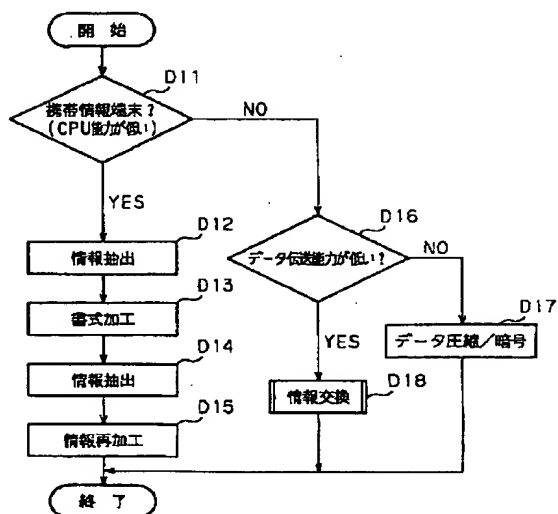 開 始
D11
携帯情報端末?
(CPU能力が低い)
NO
YES
D12
情報抽出
D13
書式加工
D14
情報抽出
D15
情報再加工
D16
データ伝送能力が低い?
NO
YES
D17
データ圧縮/暗号
D18
情報交換
終 了